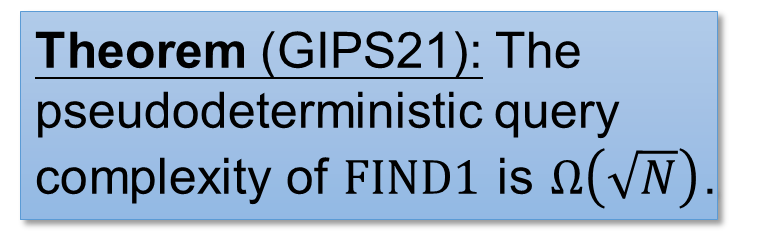 Theorem (GIPS21): The
pseudodeterministic query
complexity of FIND1 is Ω(√N).